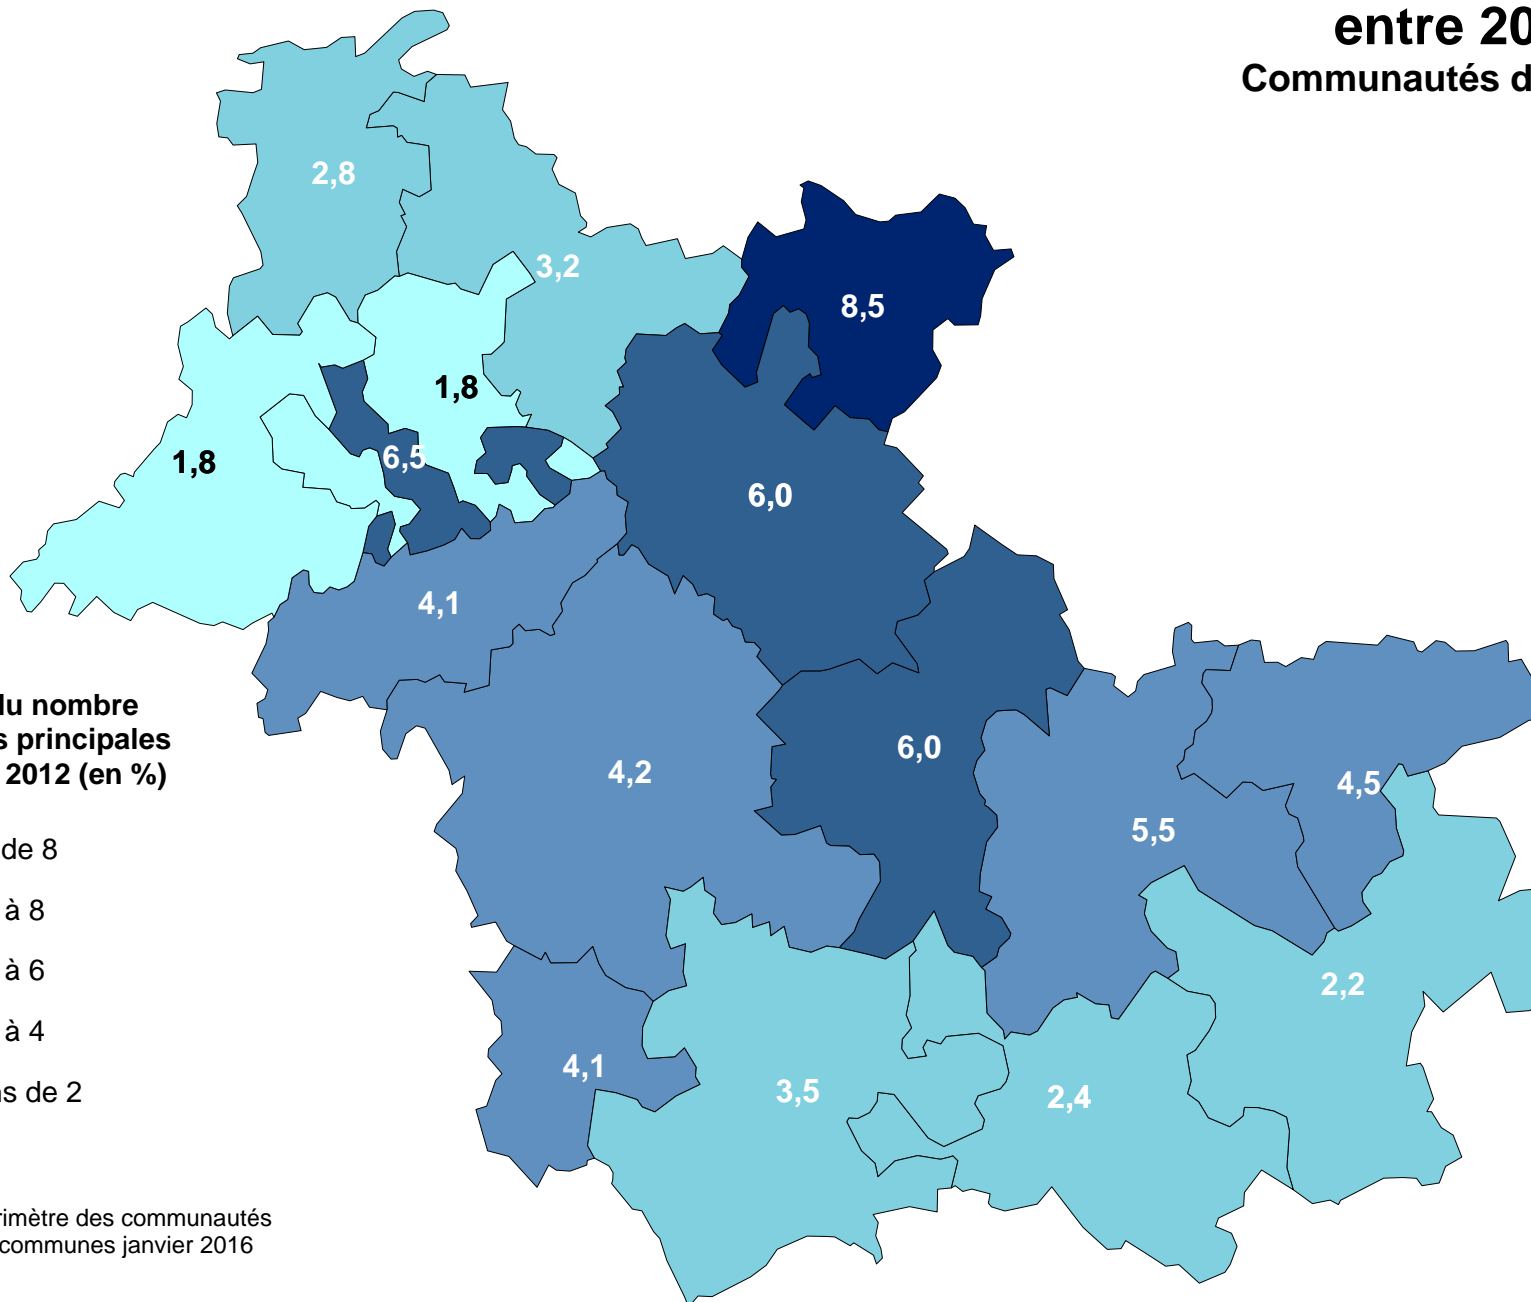 entre 20
Communautés d
2,8
3,2
8,5
1,8
1,8
6,5
6,0
4,1
6,0
4,2
4,5
5,5
2,2
4,1
3,5
2,4
du nombre
s principales
2012 (en %)
de 8
à 8
à 6
à 4
ns de 2
rimètre des communautés
communes janvier 2016